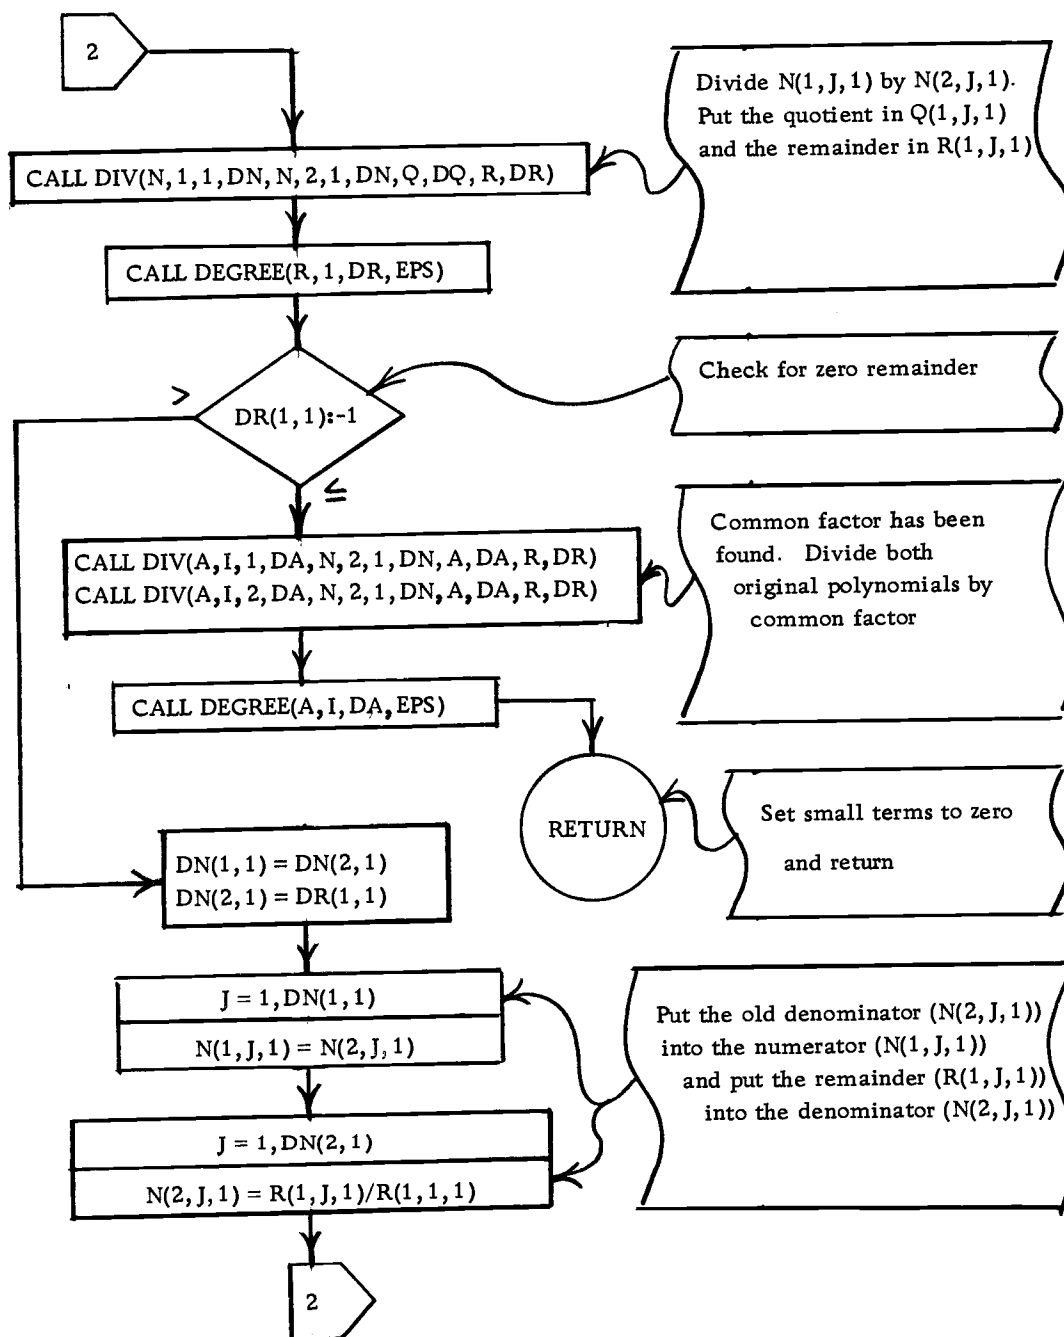 2
Divide N(1,J,1) by N(2,J,1).
Put the quotient in Q(1,J,1)
and the remainder in R(1,J,1)
CALL DIV(N,1,1,DN,N,2,1,DN,Q,DQ,R,DR)
CALL DEGREE(R,1,DR,EPS)
Check for zero remainder
>
DR(1,1):-1
≤
Common factor has been
found. Divide both
original polynomials by
common factor
CALL DIV(A,I,1,DA,N,2,1,DN,A,DA,R,DR)
CALL DIV(A,I,2,DA,N,2,1,DN,A,DA,R,DR)
CALL DEGREE(A,I,DA,EPS)
RETURN
Set small terms to zero
and return
DN(1,1) = DN(2,1)
DN(2,1) = DR(1,1)
J = 1,DN(1,1)
N(1,J,1) = N(2,J,1)
Put the old denominator (N(2,J,1))
into the numerator (N(1,J,1))
and put the remainder (R(1,J,1))
into the denominator (N(2,J,1))
J = 1,DN(2,1)
N(2,J,1) = R(1,J,1)/R(1,1,1)
2